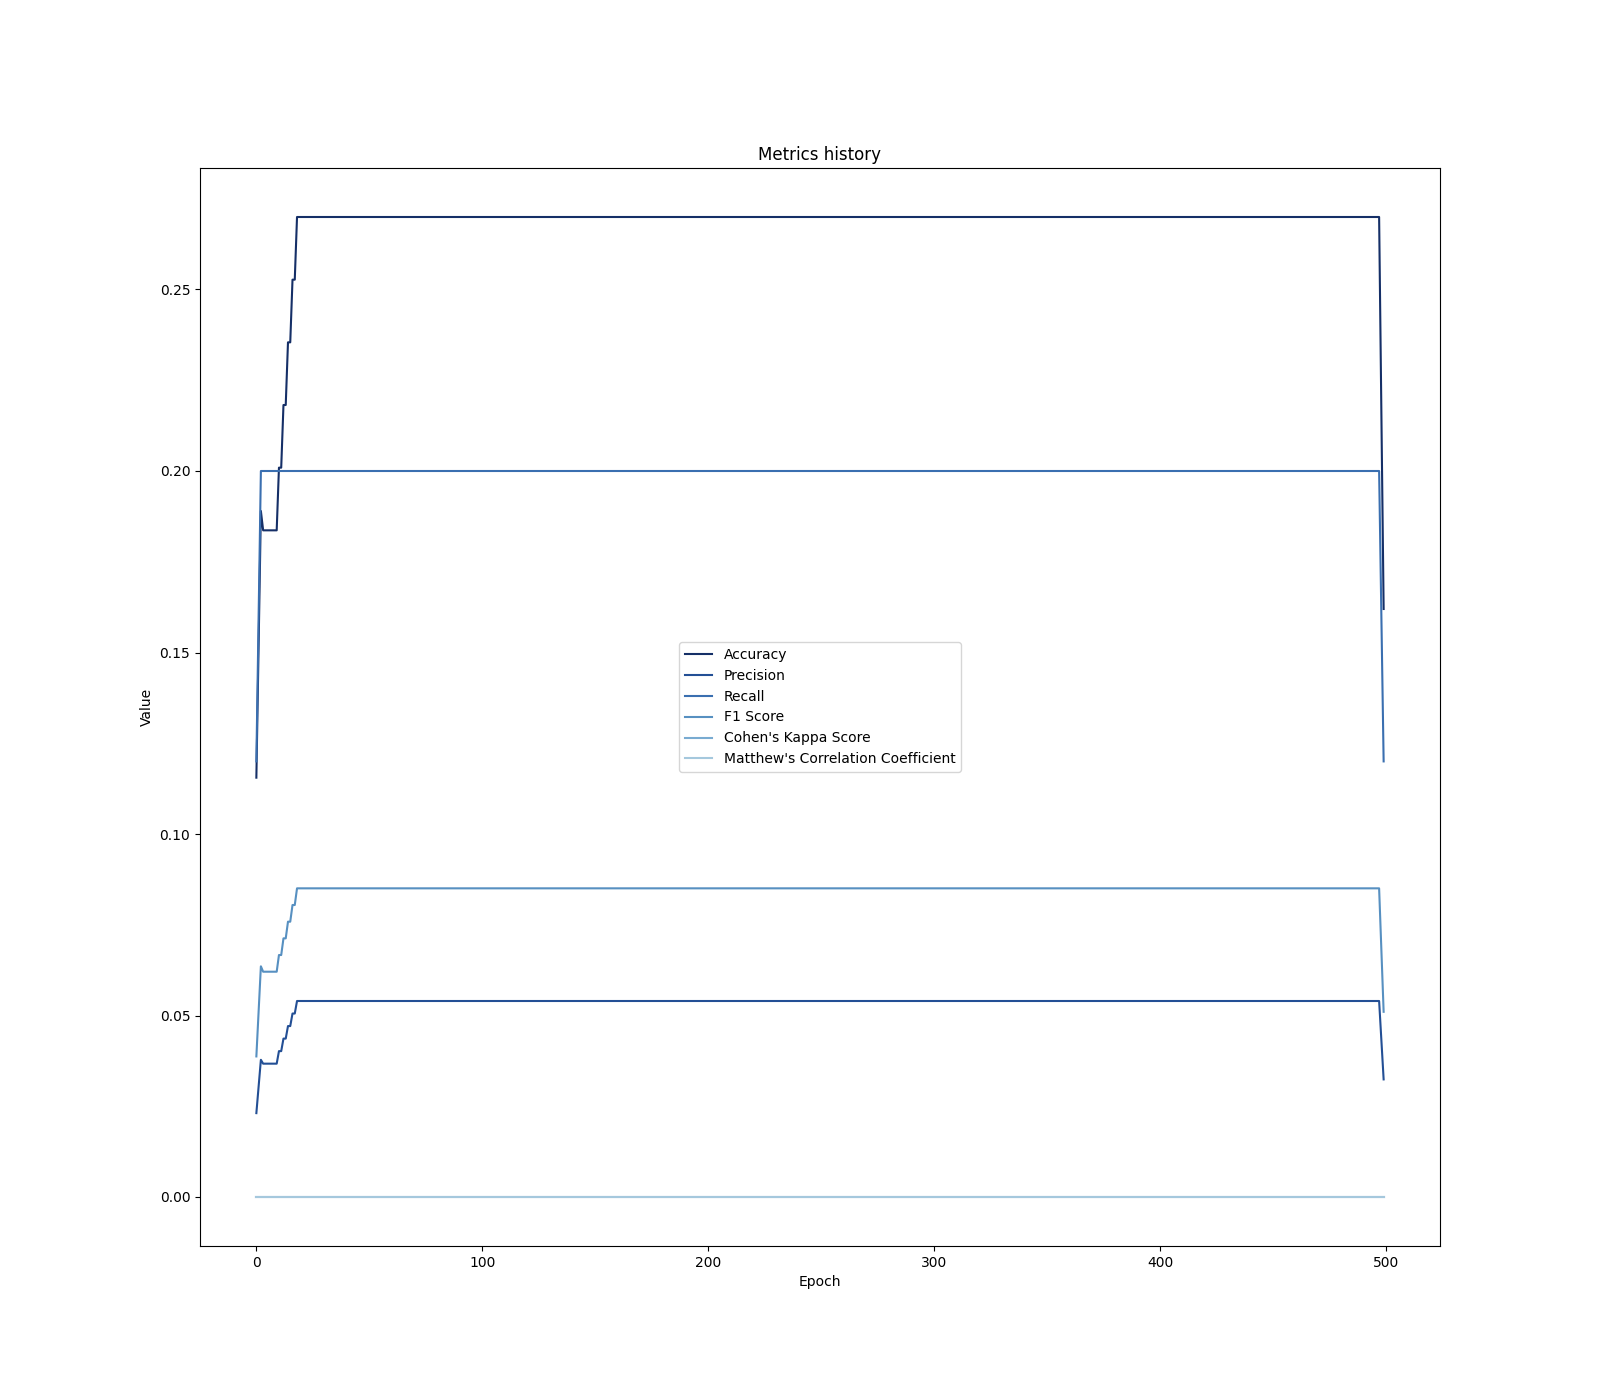 Metrics history
0.25
0.20
0.15
0.10
0.05
0.00
Value
Accuracy
Precision
Recall
F1 Score
Cohen's Kappa Score
Matthew's Correlation Coefficient
0 100 200 300 400 500
Epoch